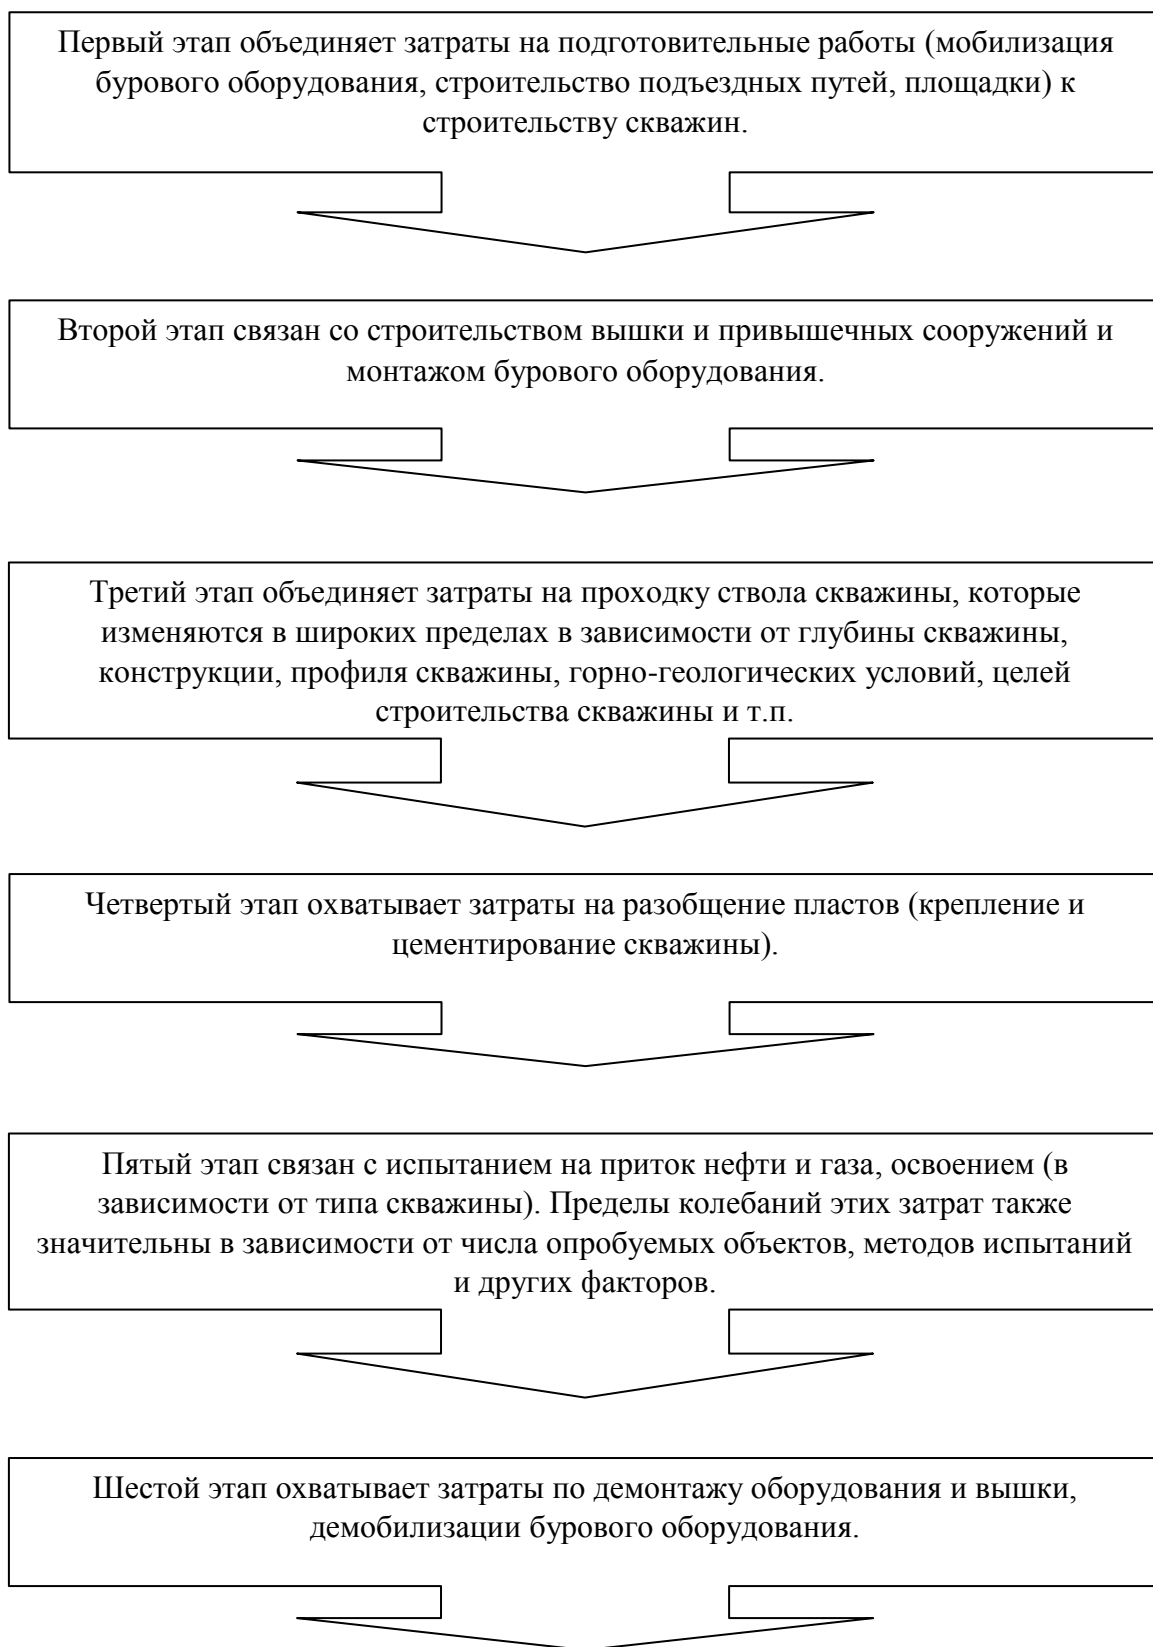 Первый этап объединяет затраты на подготовительные работы (мобилизация
бурового оборудования, строительство подъездных путей, площадки) к
строительству скважин.
Второй этап связан со строительством вышки и привышечных сооружений и
монтажом бурового оборудования.
Третий этап объединяет затраты на проходку ствола скважины, которые
изменяются в широких пределах в зависимости от глубины скважины,
конструкции, профиля скважины, горно-геологических условий, целей
строительства скважины и т.п.
Четвертый этап охватывает затраты на разобщение пластов (крепление и
цементирование скважины).
Пятый этап связан с испытанием на приток нефти и газа, освоением (в
зависимости от типа скважины). Пределы колебаний этих затрат также
значительны в зависимости от числа опробуемых объектов, методов испытаний
и других факторов.
Шестой этап охватывает затраты по демонтажу оборудования и вышки,
демобилизации бурового оборудования.